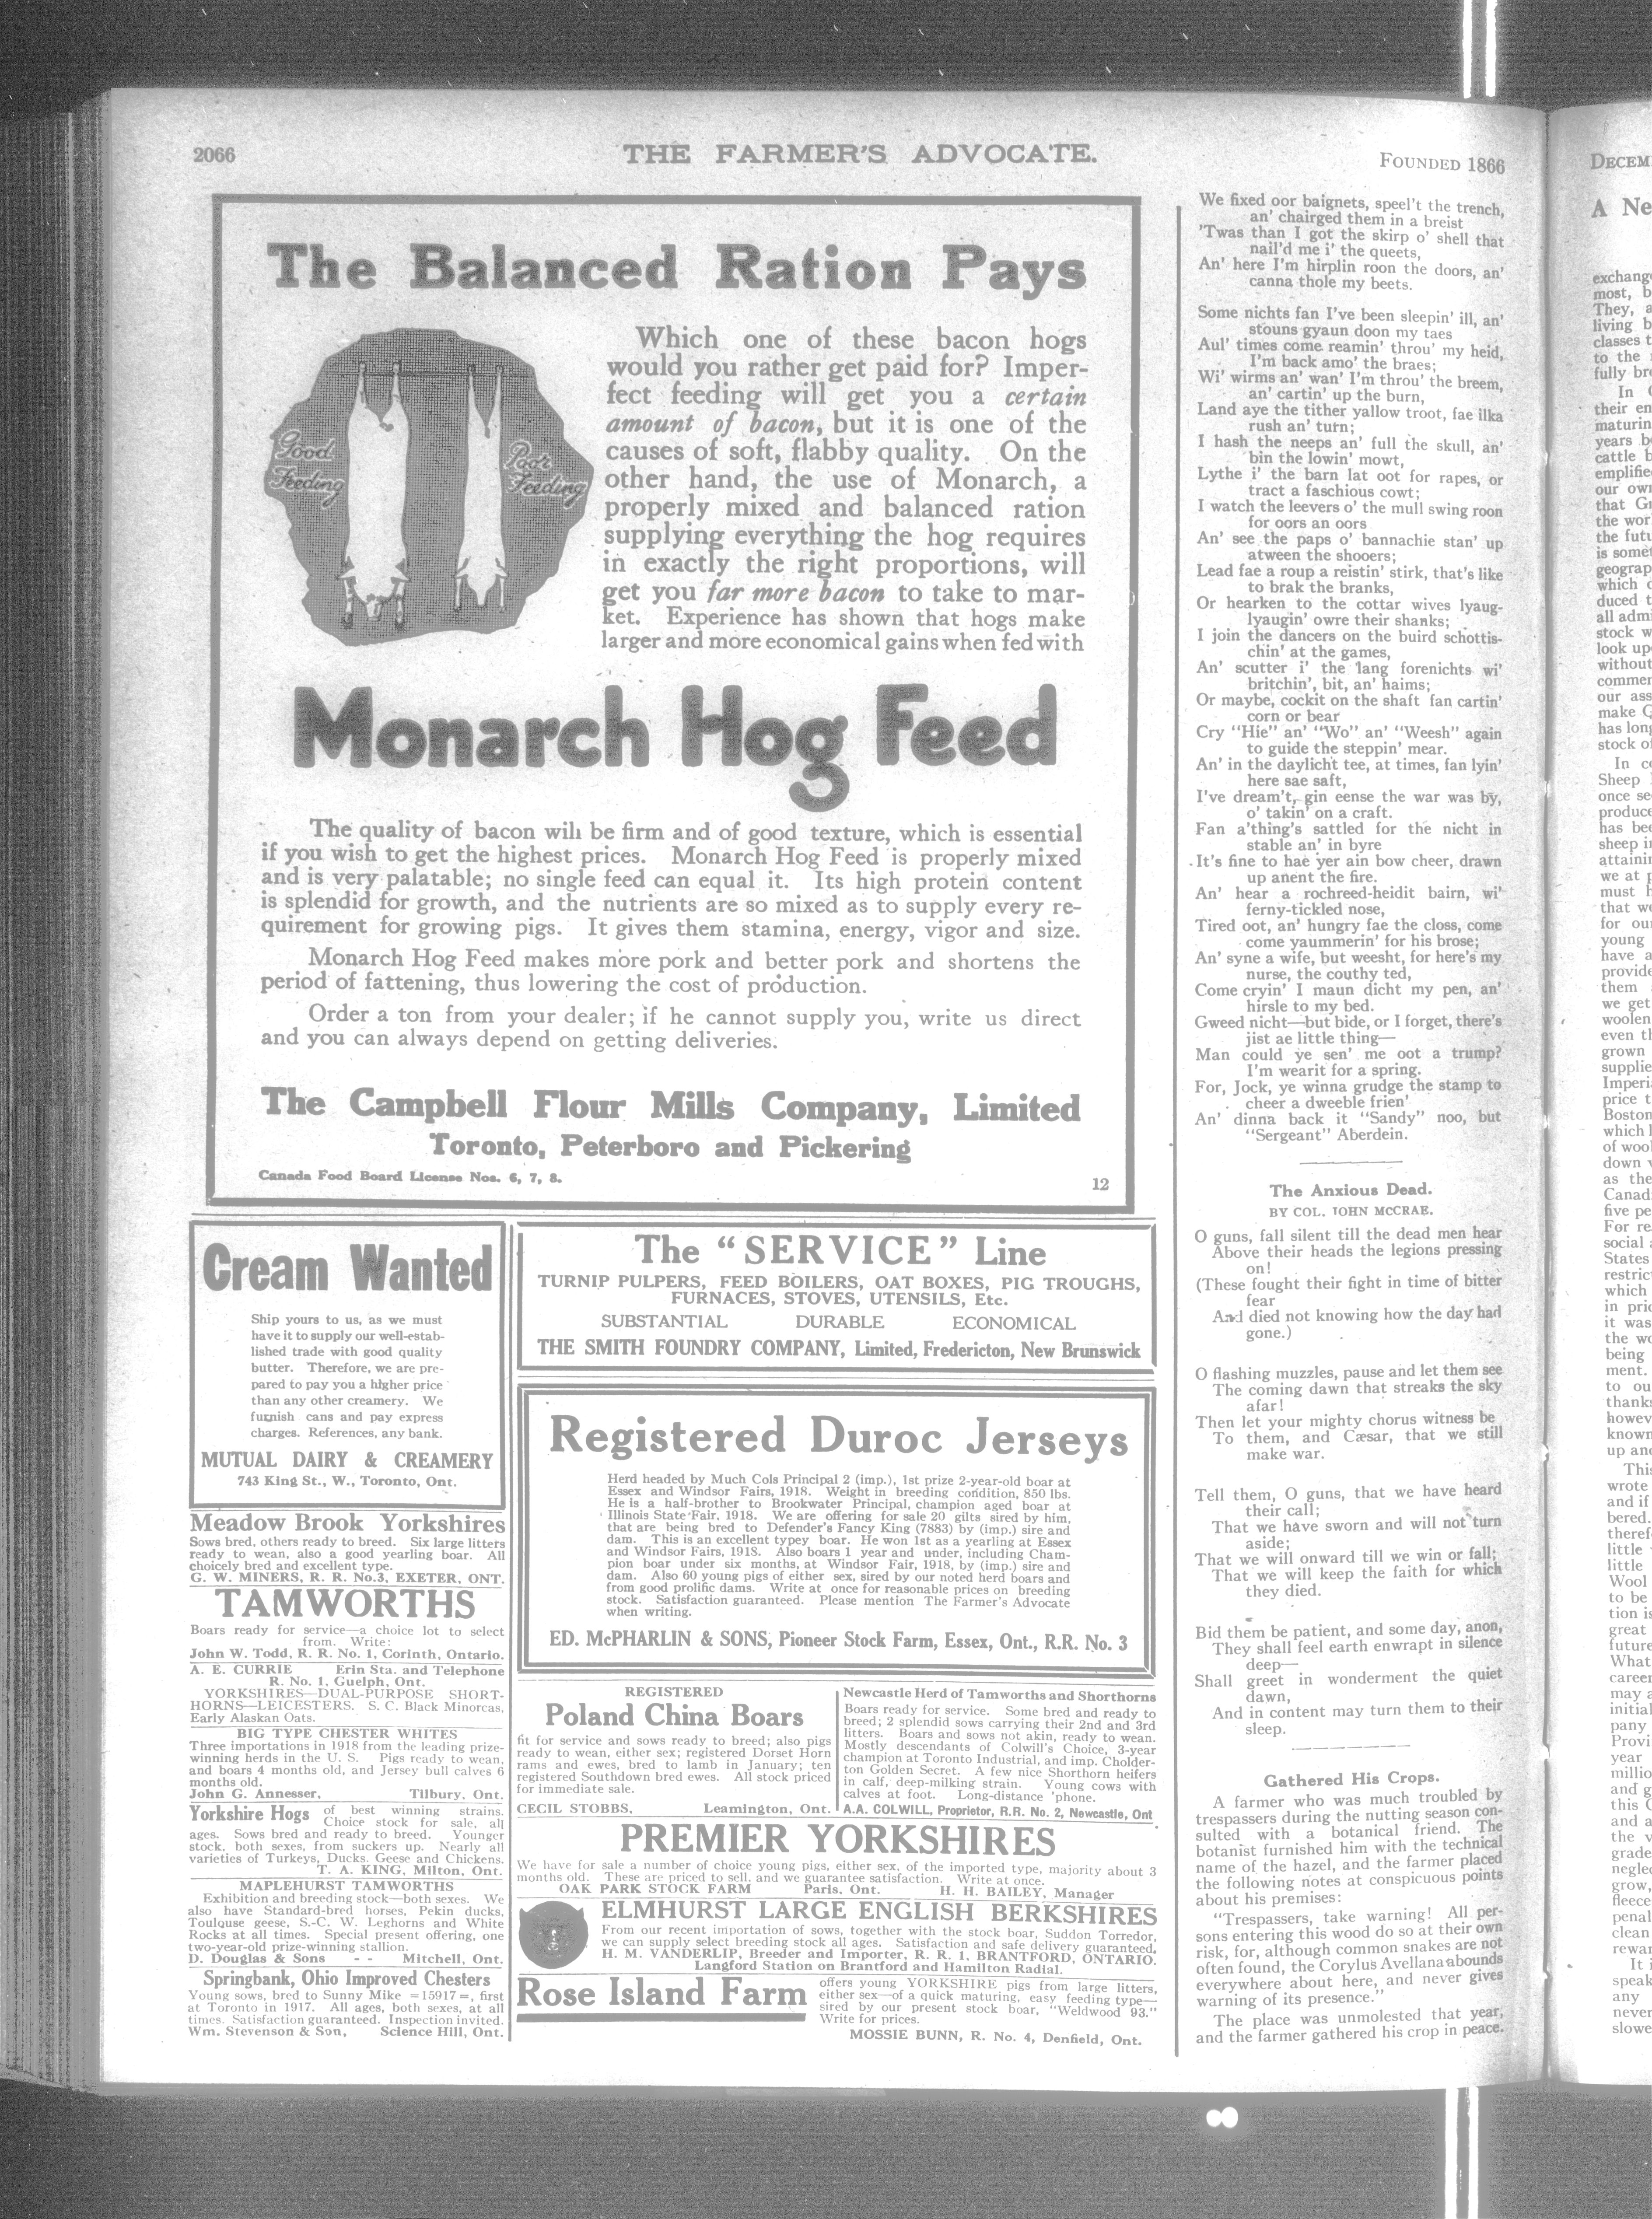 2066
THE FARMER'S ADVOCATE.
FOUNDED 1866
The Balanced Ration Pays
Good
Feeding
Poor
Feeding
Which one of these bacon hogs
would you rather get paid for? Imper-
fect feeding will get you a certain
amount of bacon, but it is one of the
causes of soft, flabby quality. On the
other hand, the use of Monarch, a
properly mixed and balanced ration
supplying everything the hog requires
in exactly the right proportions, will
get you far more bacon to take to mar-
ket. Experience has shown that hogs make
larger and more economical gains when fed with
Monarch Hog Feed
The quality of bacon will be firm and of good texture, which is essential
if you wish to get the highest prices. Monarch Hog Feed is properly mixed
and is very palatable; no single feed can equal it. Its high protein content
is splendid for growth, and the nutrients are so mixed as to supply every re-
quirement for growing pigs. It gives them stamina, energy, vigor and size.
Monarch Hog Feed makes more pork and better pork and shortens the
period of fattening, thus lowering the cost of production.
Order a ton from your dealer; if he cannot supply you, write us direct
and you can always depend on getting deliveries.
The Campbell Flour Mills Company, Limited
Toronto, Peterboro and Pickering
Canada Food Board License Nos. 6, 7, 8.
12
Cream Wanted
Ship yours to us, as we must
have it to supply our well-estab-
lished trade with good quality
butter. Therefore, we are pre-
pared to pay you a higher price
than any other creamery. We
furnish cans and pay express
charges. References, any bank.
MUTUAL DAIRY & CREAMERY
743 King St., W., Toronto, Ont.
Meadow Brook Yorkshires
Sows bred, others ready to breed. Six large litters
ready to wean, also a good yearling boar. All
choicely bred and excellent type.
G. W. MINERS, R. R. No.3, EXETER, ONT.
TAMWORTHS
Boars ready for service—a choice lot to select
from. Write:
John W. Todd, R. R. No. 1, Corinth, Ontario.
A. E. CURRIE Erin Sta. and Telephone
R. No. 1, Guelph, Ont.
YORKSHIRES—DUAL-PURPOSE SHORT-
HORNS—LEICESTERS. S. C. Black Minorcas,
Early Alaskan Oats.
BIG TYPE CHESTER WHITES
Three importations in 1918 from the leading prize-
winning herds in the U. S. Pigs ready to wean,
and boars 4 months old, and Jersey bull calves 6
months old.
John G. Annesser, Tilbury, Ont.
Yorkshire Hogs of best winning strains.
Choice stock for sale, all
ages. Sows bred and ready to breed. Younger
stock, both sexes, from suckers up. Nearly all
varieties of Turkeys, Ducks. Geese and Chickens.
T. A. KING, Milton, Ont.
MAPLEHURST TAMWORTHS
Exhibition and breeding stock—both sexes. We
also have Standard-bred horses, Pekin ducks,
Toulouse geese, S.-C. W. Leghorns and White
Rocks at all times. Special present offering, one
two-year-old prize-winning stallion.
D. Douglas & Sons - - Mitchell, Ont.
Springbank, Ohio Improved Chesters
Young sows, bred to Sunny Mike =15917=, first
at Toronto in 1917. All ages, both sexes, at all
times. Satisfaction guaranteed. Inspection invited.
Wm. Stevenson & Son, Science Hill, Ont.
The "SERVICE" Line
TURNIP PULPERS, FEED BOILERS, OAT BOXES, PIG TROUGHS,
FURNACES, STOVES, UTENSILS, Etc.
SUBSTANTIAL DURABLE ECONOMICAL
THE SMITH FOUNDRY COMPANY, Limited, Fredericton, New Brunswick
Registered Duroc Jerseys
Herd headed by Much Cols Principal 2 (imp.), 1st prize 2-year-old boar at
Essex and Windsor Fairs, 1918. Weight in breeding condition, 850 lbs.
He is a half-brother to Brookwater Principal, champion aged boar at
Illinois State Fair, 1918. We are offering for sale 20 gilts sired by him,
that are being bred to Defender's Fancy King (7883) by (imp.) sire and
dam. This is an excellent typey boar. He won 1st as a yearling at Essex
and Windsor Fairs, 1918. Also boars 1 year and under, including Cham-
pion boar under six months, at Windsor Fair, 1918, by (imp.) sire and
dam. Also 60 young pigs of either sex, sired by our noted herd boars and
from good prolific dams. Write at once for reasonable prices on breeding
stock. Satisfaction guaranteed. Please mention The Farmer's Advocate
when writing.
ED. McPHARLIN & SONS, Pioneer Stock Farm, Essex, Ont., R.R. No. 3
REGISTERED
Poland China Boars
fit for service and sows ready to breed; also pigs
ready to wean, either sex; registered Dorset Horn
rams and ewes, bred to lamb in January; ten
registered Southdown bred ewes. All stock priced
for immediate sale.
CECIL STOBBS, Leamington, Ont.
Newcastle Herd of Tamworths and Shorthorns
Boars ready for service. Some bred and ready to
breed; 2 splendid sows carrying their 2nd and 3rd
litters. Boars and sows not akin, ready to wean.
Mostly descendants of Colwill's Choice, 3-year
champion at Toronto Industrial, and imp. Cholder-
ton Golden Secret. A few nice Shorthorn heifers
in calf, deep-milking strain. Young cows with
calves at foot. Long-distance 'phone.
A.A. COLWILL, Proprietor, R.R. No. 2, Newcastle, Ont
PREMIER YORKSHIRES
We have for sale a number of choice young pigs, either sex, of the imported type, majority about 3
months old. These are priced to sell, and we guarantee satisfaction. Write at once.
OAK PARK STOCK FARM Paris, Ont. H. H. BAILEY, Manager
ELMHURST LARGE ENGLISH BERKSHIRES
From our recent importation of sows, together with the stock boar, Suddon Torredor,
we can supply select breeding stock all ages. Satisfaction and safe delivery guaranteed.
H. M. VANDERLIP, Breeder and Importer, R. R. 1, BRANTFORD, ONTARIO.
Langford Station on Brantford and Hamilton Radial.
Rose Island Farm
offers young YORKSHIRE pigs from large litters,
either sex—of a quick maturing, easy feeding type—
sired by our present stock boar, "Weldwood 93."
Write for prices.
MOSSIE BUNN, R. No. 4, Denfield, Ont.
We fixed oor baignets, speel't the trench,
an' chairged them in a breist
'Twas than I got the skirp o' shell that
nail'd me i' the queets,
An' here I'm hirplin roon the doors, an'
canna thole my beets.
Some nichts fan I've been sleepin' ill, an'
stouns gyaun doon my taes
Aul' times come reamin' throu' my heid,
I'm back amo' the braes;
Wi' wirms an' wan' I'm throu' the breem,
an' cartin' up the burn,
Land aye the tither yallow troot, fae ilka
rush an' turn;
I hash the neeps an' full the skull, an'
bin the lowin' mowt,
Lythe i' the barn lat oot for rapes, or
tract a faschious cowt;
I watch the leevers o' the mull swing roon
for oors an oors
An' see the paps o' bannachie stan' up
atween the shooers;
Lead fae a roup a reistin' stirk, that's like
to brak the branks,
Or hearken to the cottar wives lyaug-
lyaugin' owre their shanks;
I join the dancers on the buird schottis-
chin' at the games,
An' scutter i' the lang forenichts wi'
britchin', bit, an' haims;
Or maybe, cockit on the shaft fan cartin'
corn or bear
Cry "Hie" an' "Wo" an' "Weesh" again
to guide the steppin' mear.
An' in the daylicht tee, at times, fan lyin'
here sae saft,
I've dream't, gin eense the war was by,
o' takin' on a craft.
Fan a'thing's sattled for the nicht in
stable an' in byre
It's fine to hae yer ain bow cheer, drawn
up anent the fire.
An' hear a rochreed-heidit bairn, wi'
ferny-tickled nose,
Tired oot, an' hungry fae the closs, come
come yaummerin' for his brose;
An' syne a wife, but weesht, for here's my
nurse, the couthy ted,
Come cryin' I maun dicht my pen, an'
hirsle to my bed.
Gweed nicht—but bide, or I forget, there's
jist ae little thing—
Man could ye sen' me oot a trump?
I'm wearit for a spring.
For, Jock, ye winna grudge the stamp to
cheer a dweeble frien'
An' dinna back it "Sandy" noo, but
"Sergeant" Aberdein.
The Anxious Dead.
BY COL. JOHN McCRAE.
O guns, fall silent till the dead men hear
Above their heads the legions pressing
on!
(These fought their fight in time of bitter
fear
And died not knowing how the day had
gone.)
O flashing muzzles, pause and let them see
The coming dawn that streaks the sky
afar!
Then let your mighty chorus witness be
To them, and Cæsar, that we still
make war.
Tell them, O guns, that we have heard
their call;
That we have sworn and will not turn
aside;
That we will onward till we win or fall;
That we will keep the faith for which
they died.
Bid them be patient, and some day, anon,
They shall feel earth enwrapt in silence
deep—
Shall greet in wonderment the quiet
dawn,
And in content may turn them to their
sleep.
Gathered His Crops.
A farmer who was much troubled by
trespassers during the nutting season con-
sulted with a botanical friend. The
botanist furnished him with the technical
name of the hazel, and the farmer placed
the following notes at conspicuous points
about his premises:
"Trespassers, take warning! All per-
sons entering this wood do so at their own
risk, for, although common snakes are not
often found, the Corylus Avellana abounds
everywhere about here, and never gives
warning of its presence."
The place was unmolested that year,
and the farmer gathered his crop in peace.